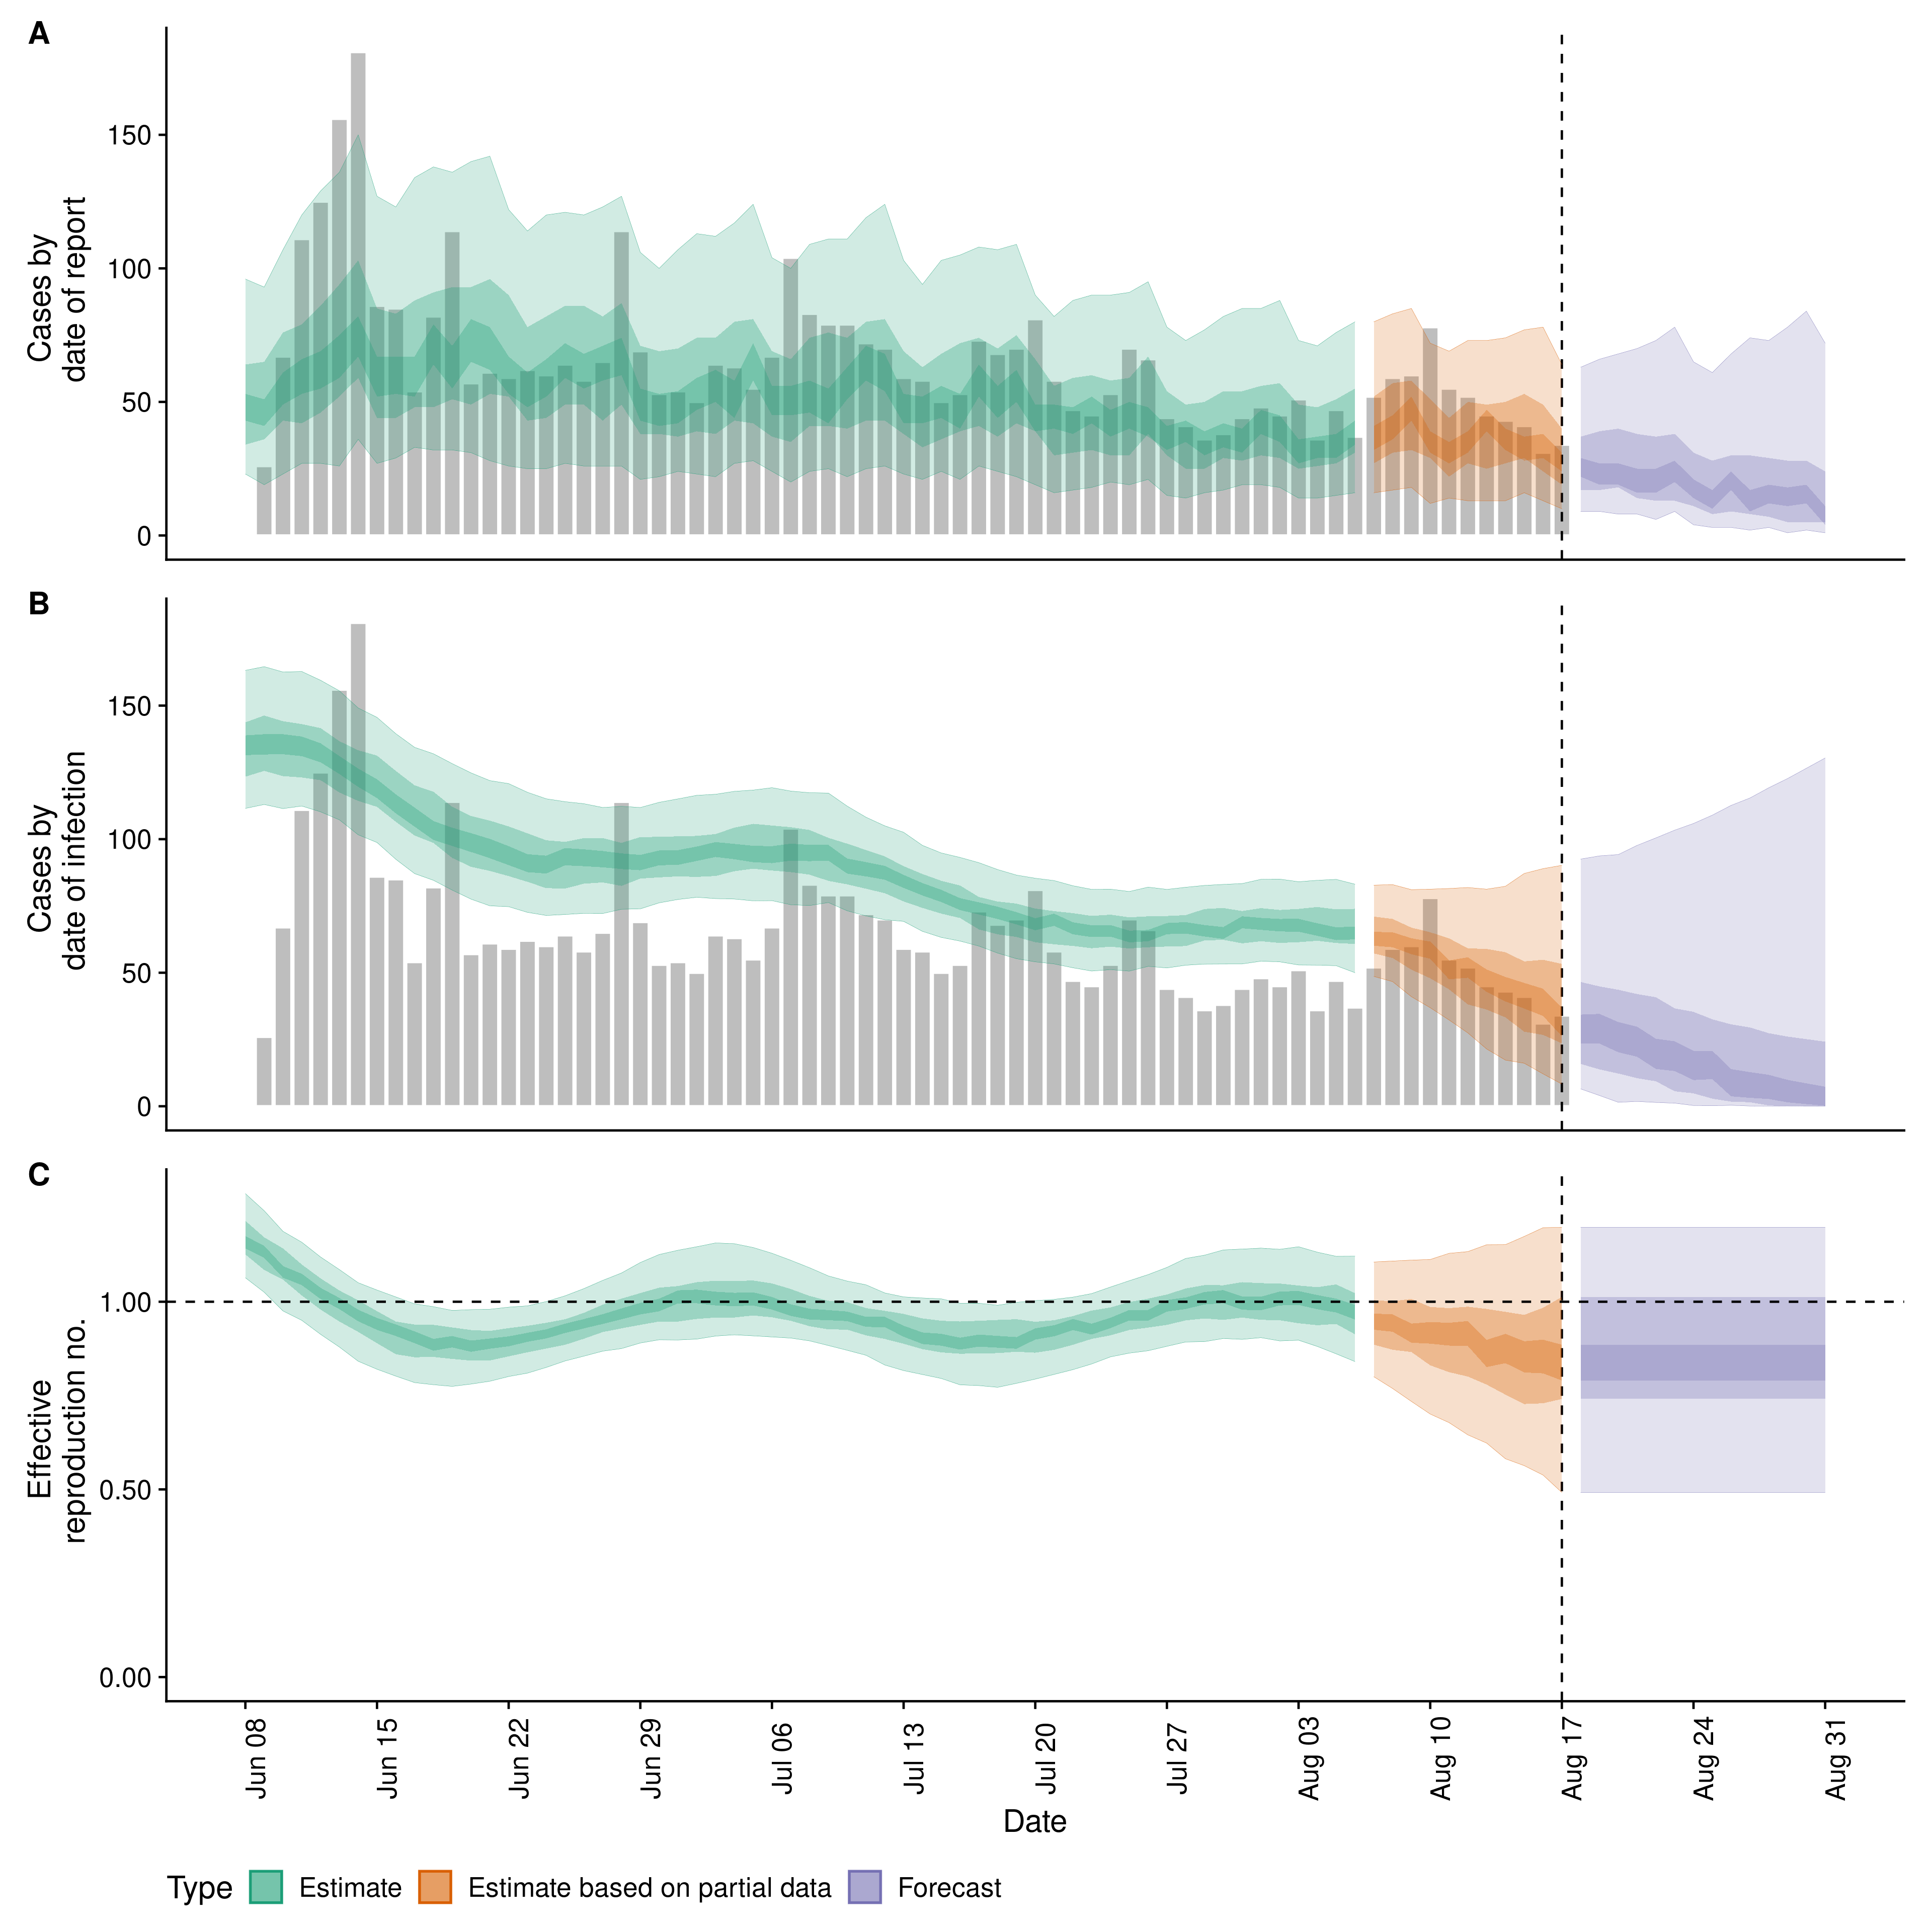 A
Cases by
date of report
150
100
50
0
B
Cases by
date of infection
150
100
50
0
C
Effective
reproduction no.
1.00
0.50
0.00
Jun 08
Jun 15
Jun 22
Jun 29
Jul 06
Jul 13
Jul 20
Jul 27
Aug 03
Aug 10
Aug 17
Aug 24
Aug 31
Date
Type
Estimate
Estimate based on partial data
Forecast